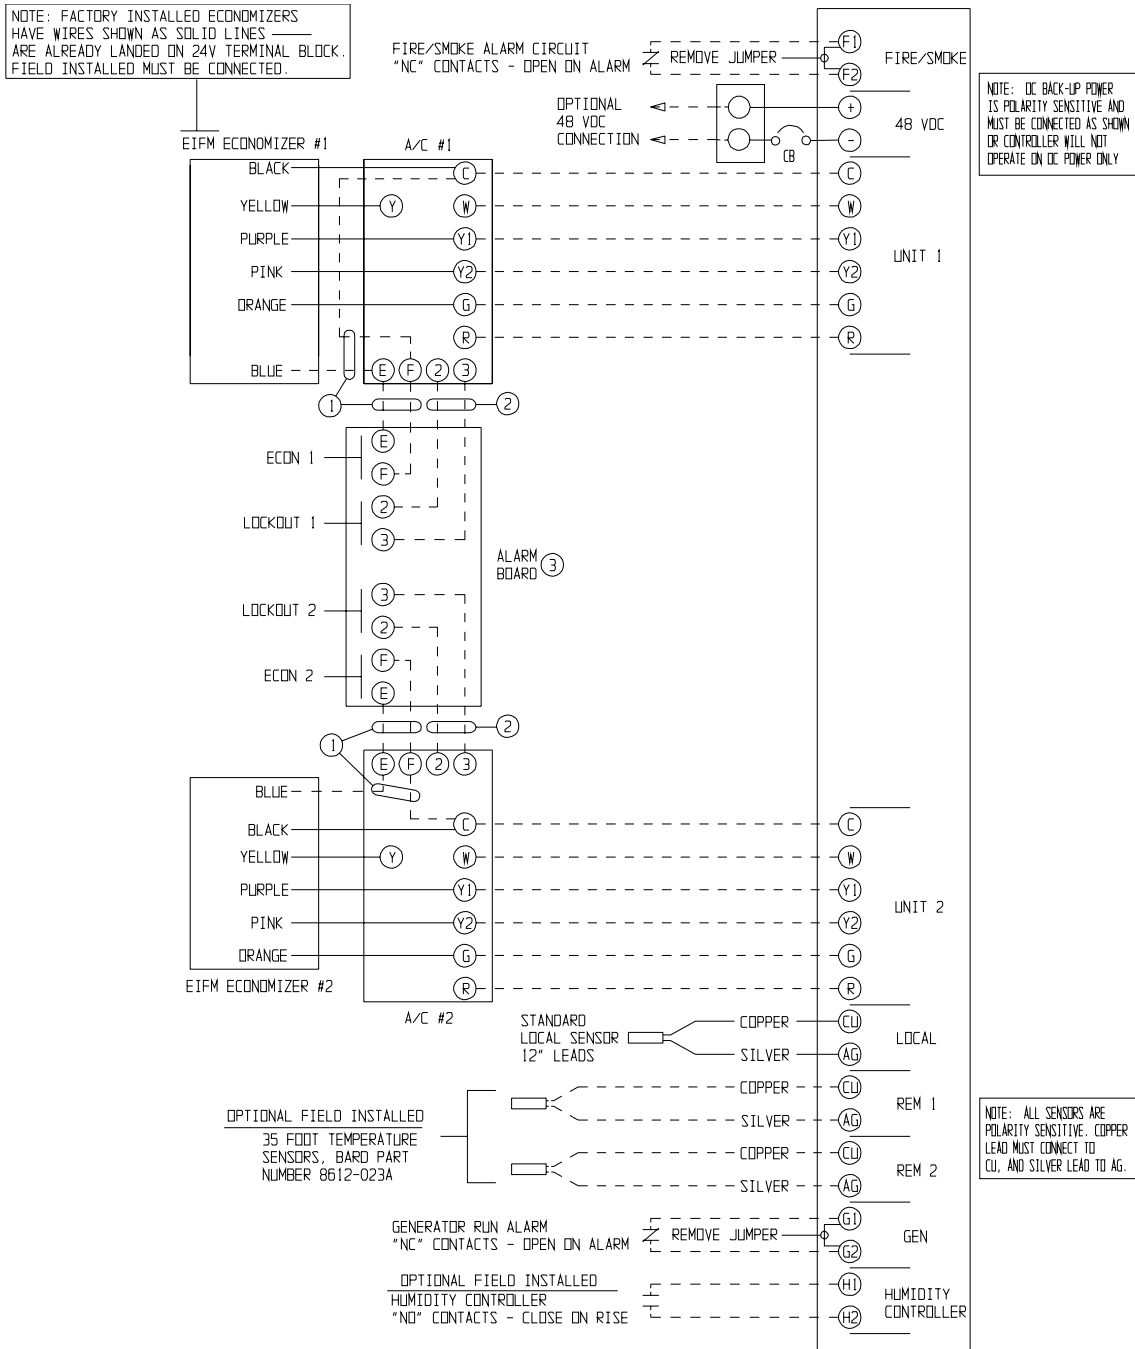 NOTE: FACTORY INSTALLED ECONOMIZERS
HAVE WIRES SHOWN AS SOLID LINES
ARE ALREADY LANDED ON 24V TERMINAL BLOCK.
FIELD INSTALLED MUST BE CONNECTED.
FIRE/SMOKE ALARM CIRCUIT
"NC" CONTACTS - OPEN ON ALARM
REMOVE JUMPER
F1
F2
FIRE/SMOKE
OPTIONAL
48 VDC
CONNECTION
CB
+
-
48 VDC
NOTE: DC BACK-UP POWER
IS POLARITY SENSITIVE AND
MUST BE CONNECTED AS SHOWN
OR CONTROLLER WILL NOT
OPERATE ON DC POWER ONLY
EIFM ECONOMIZER #1
A/C #1
BLACK
C
C
YELLOW
Y
W
W
PURPLE
Y1
Y1
UNIT 1
PINK
Y2
Y2
ORANGE
G
G
R
R
BLUE
E
F
2
3
1
2
ECON 1
E
F
LOCKOUT 1
2
3
ALARM
BOARD
3
LOCKOUT 2
3
2
ECON 2
F
E
1
2
E
F
2
3
BLUE
BLACK
C
C
YELLOW
Y
W
W
PURPLE
Y1
Y1
UNIT 2
PINK
Y2
Y2
ORANGE
G
G
EIFM ECONOMIZER #2
R
R
A/C #2
STANDARD
LOCAL SENSOR
12" LEADS
COPPER
CU
SILVER
AG
LOCAL
OPTIONAL FIELD INSTALLED
35 FOOT TEMPERATURE
SENSORS, BARD PART
NUMBER 8612-023A
COPPER
CU
SILVER
AG
REM 1
COPPER
CU
SILVER
AG
REM 2
NOTE: ALL SENSORS ARE
POLARITY SENSITIVE. COPPER
LEAD MUST CONNECT TO
CU, AND SILVER LEAD TO AG.
GENERATOR RUN ALARM
"NC" CONTACTS - OPEN ON ALARM
REMOVE JUMPER
G1
G2
GEN
OPTIONAL FIELD INSTALLED
HUMIDITY CONTROLLER
"NO" CONTACTS - CLOSE ON RISE
H1
H2
HUMIDITY
CONTROLLER